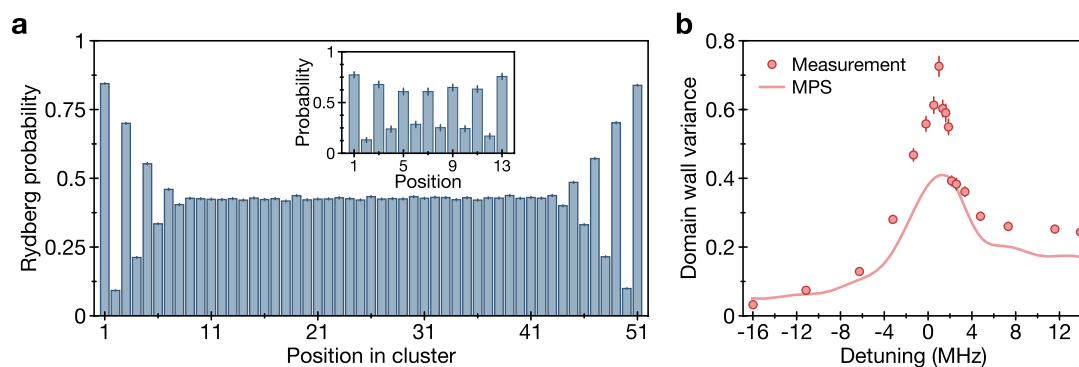 a
1
0.75
0.5
0.25
0
Rydberg probability
1 11 21 31 41 51
Position in cluster
1
0.5
0
Probability
1 5 9 13
Position
b
0.8
0.6
0.4
0.2
0
Domain wall variance
Measurement
MPS
-16 -12 -8 -4 0 4 8 12
Detuning (MHz)